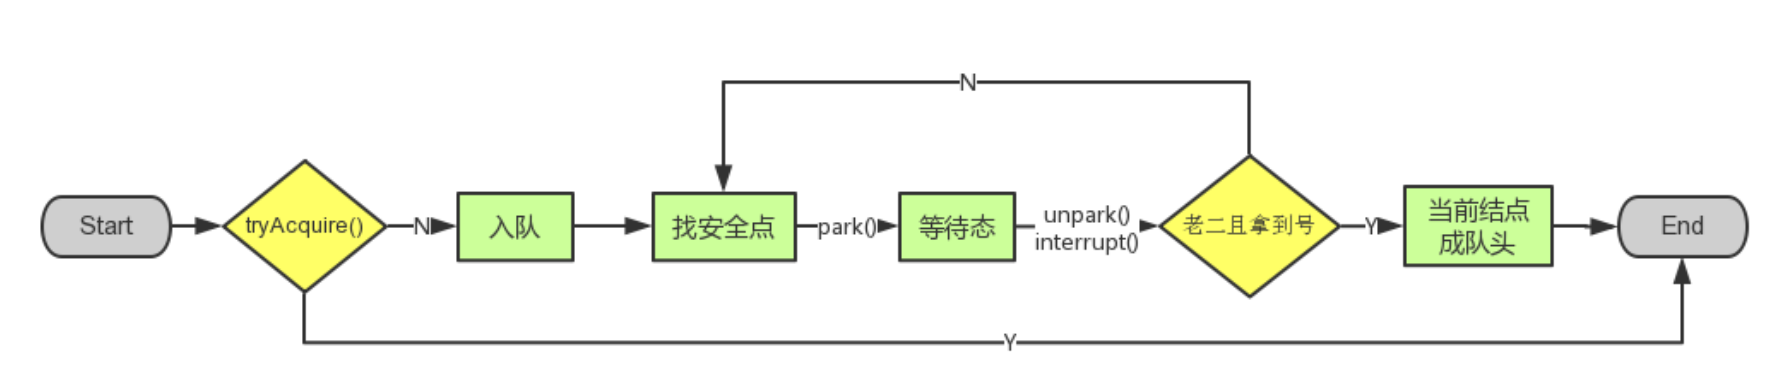 N
Start
tryAcquire()
N
入队
找安全点
park()
等待态
unpark()
interrupt()
老二且拿到号
Y
当前结点
成队头
End
Y